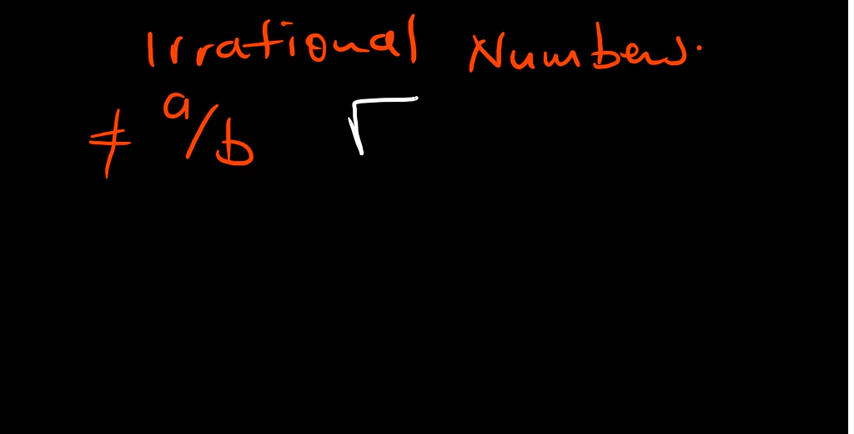 Irrational Numbers.
≠ a/b √